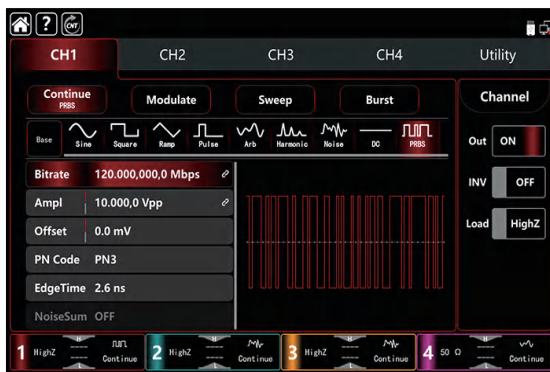 ? CNT
CH1 CH2 CH3 CH4 Utility
Continue
PRBS
Modulate Sweep Burst Channel
Base Sine Square Ramp Pulse Arb Harmonic Noise DC PRBS
Out ON
INV OFF
Load HighZ
Bitrate 120.000,000,0 Mbps
Ampl 10.000,0 Vpp
Offset 0.0 mV
PN Code PN3
EdgeTime 2.6 ns
NoiseSum OFF
1 HighZ H L Continue
2 HighZ H L Continue
3 HighZ H L Continue
4 50 Ω H L Continue